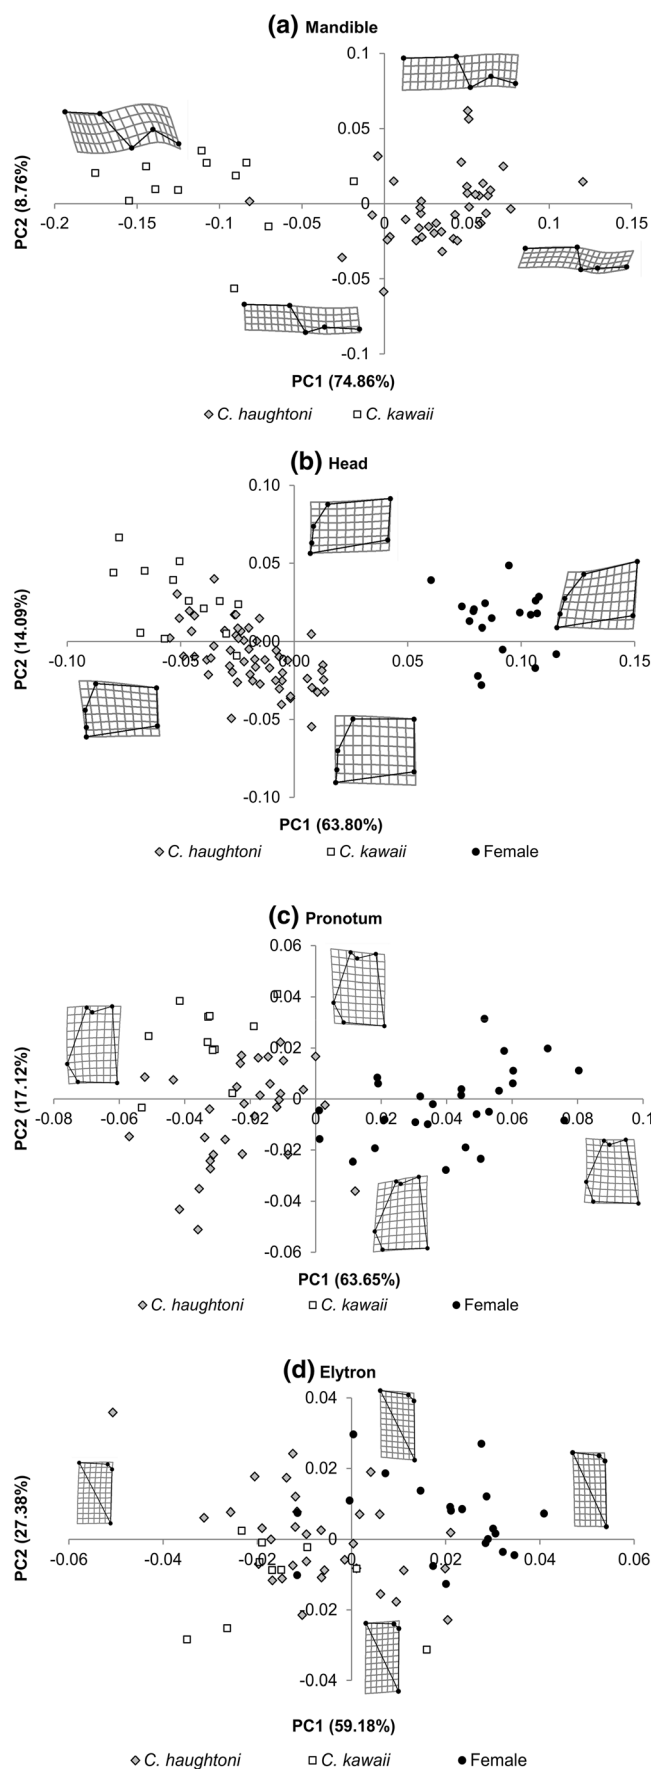 (a) Mandible
0.1
0.05
0
-0.05
-0.1
-0.2 -0.15 -0.1 -0.05 0 0.05 0.1 0.15
PC2 (8.76%)
PC1 (74.86%)
C. haughtoni C. kawaii
(b) Head
0.10
0.05
0.00
-0.05
-0.10
-0.10 -0.05 0.00 0.05 0.10 0.15
PC2 (14.09%)
PC1 (63.80%)
C. haughtoni C. kawaii Female
(c) Pronotum
0.06
0.04
0.02
0
-0.02
-0.04
-0.06
-0.08 -0.06 -0.04 -0.02 0 0.02 0.04 0.06 0.08 0.1
PC2 (17.12%)
PC1 (63.65%)
C. haughtoni C. kawaii Female
(d) Elytron
0.04
0.02
0
-0.02
-0.04
-0.06 -0.04 -0.02 0 0.02 0.04 0.06
PC2 (27.38%)
PC1 (59.18%)
C. haughtoni C. kawaii Female